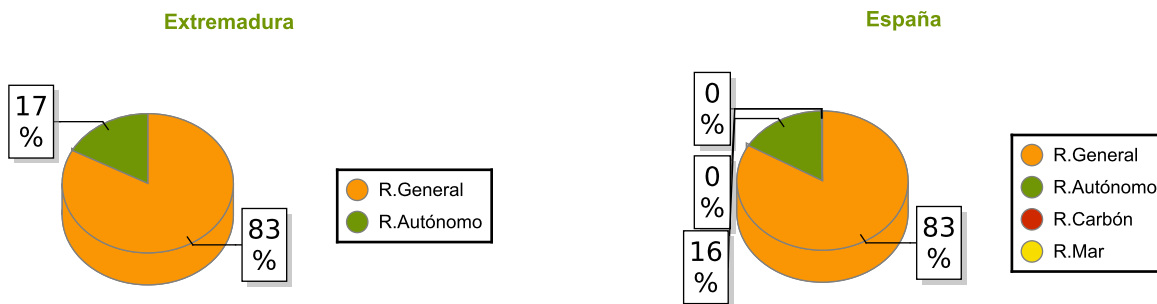 Extremadura
17
%
83
%
R.General
R.Autónomo
España
0
%
0
%
16
%
83
%
R.General
R.Autónomo
R.Carbón
R.Mar